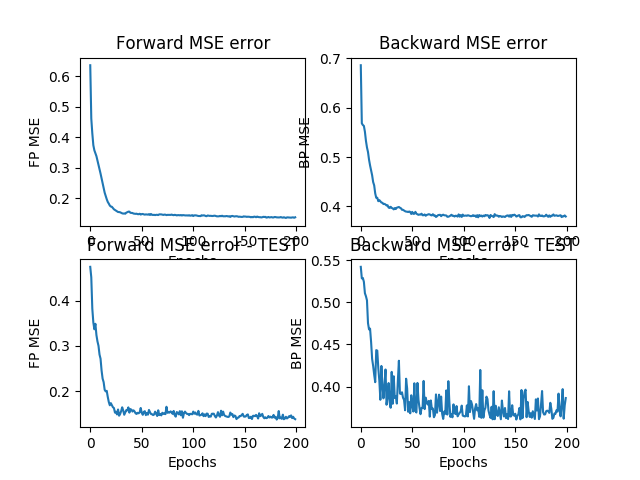 Forward MSE error
Backward MSE error
FP MSE
0.6
0.5
0.4
0.3
0.2
0 50 100 150 200
Epochs
BP MSE
0.7
0.6
0.5
0.4
0 50 100 150 200
Epochs
Forward MSE error - TEST
Backward MSE error - TEST
FP MSE
0.4
0.3
0.2
0 50 100 150 200
Epochs
BP MSE
0.55
0.50
0.45
0.40
0 50 100 150 200
Epochs